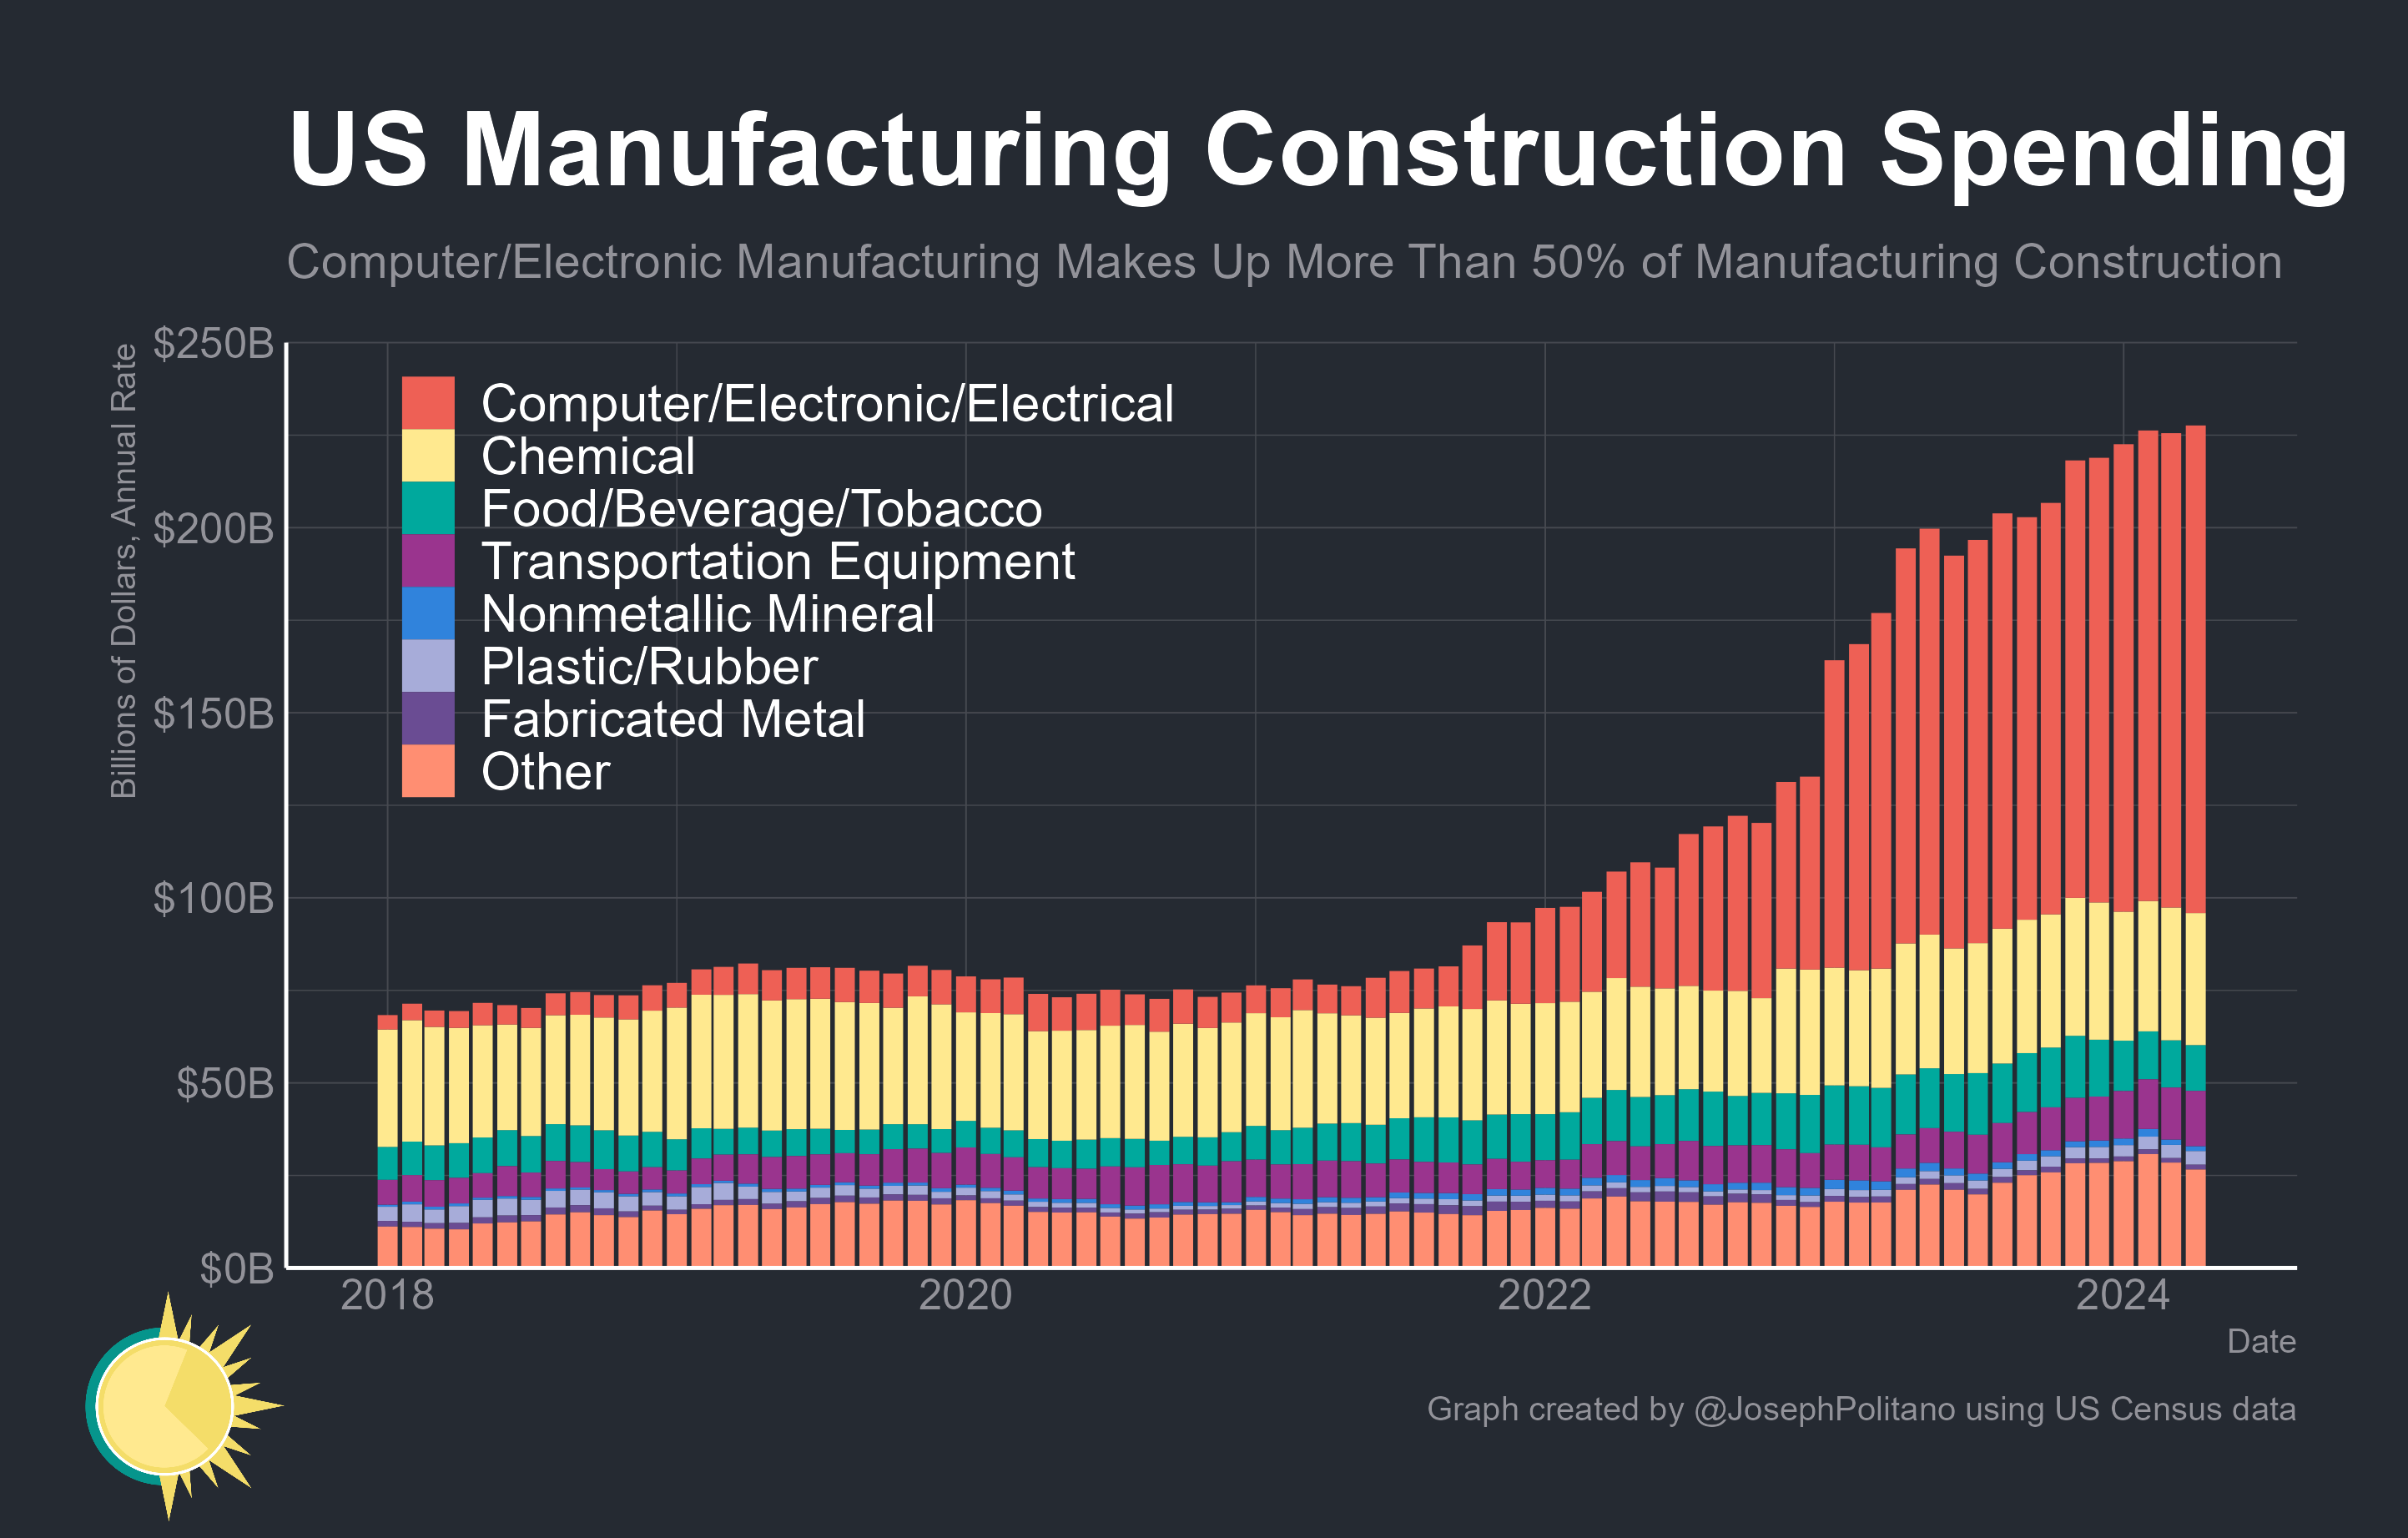 US Manufacturing Construction Spending
Computer/Electronic Manufacturing Makes Up More Than 50% of Manufacturing Construction
Billions of Dollars, Annual Rate
$250B
$200B
$150B
$100B
$50B
$0B
Computer/Electronic/Electrical
Chemical
Food/Beverage/Tobacco
Transportation Equipment
Nonmetallic Mineral
Plastic/Rubber
Fabricated Metal
Other
2018 2020 2022 2024
Date
Graph created by @JosephPolitano using US Census data